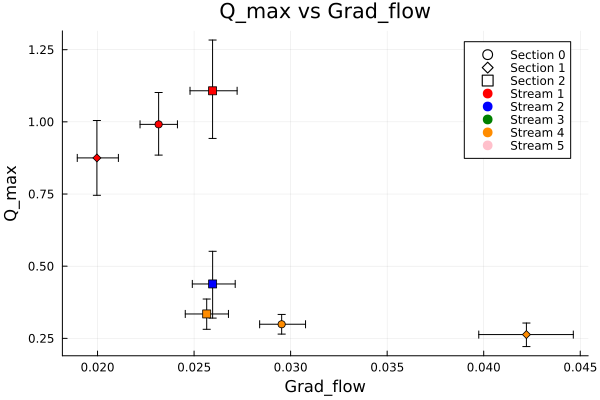 Q_max vs Grad_flow
1.25
1.00
0.75
0.50
0.25
Q_max
Section 0
Section 1
Section 2
Stream 1
Stream 2
Stream 3
Stream 4
Stream 5
0.020 0.025 0.030 0.035 0.040 0.045
Grad_flow